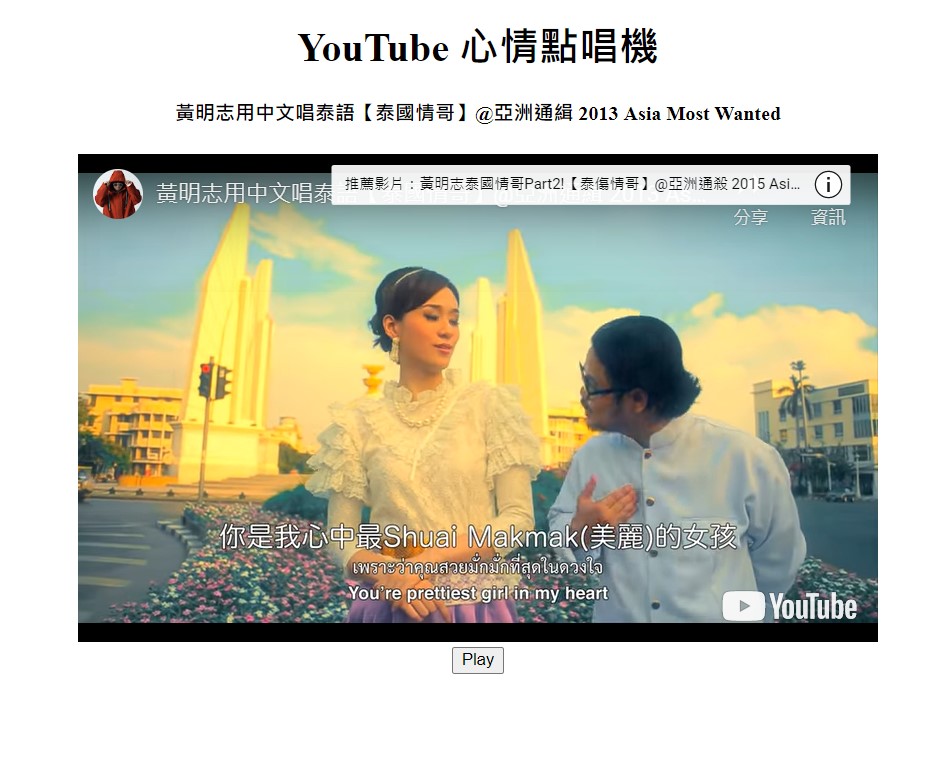 YouTube 心情點唱機
黃明志用中文唱泰語【泰國情哥】@亞洲通緝 2013 Asia Most Wanted
推薦影片：黃明志泰國情哥Part2!【泰傷情哥】@亞洲通殺 2015 Asi...
黃明志用中文唱泰
分享 資訊
你是我心中最Shuai Makmak(美麗)的女孩
เพราะว่าคุณสวยมั่กมั่กที่สุดในดวงใจ
You're prettiest girl in my heart
YouTube
Play